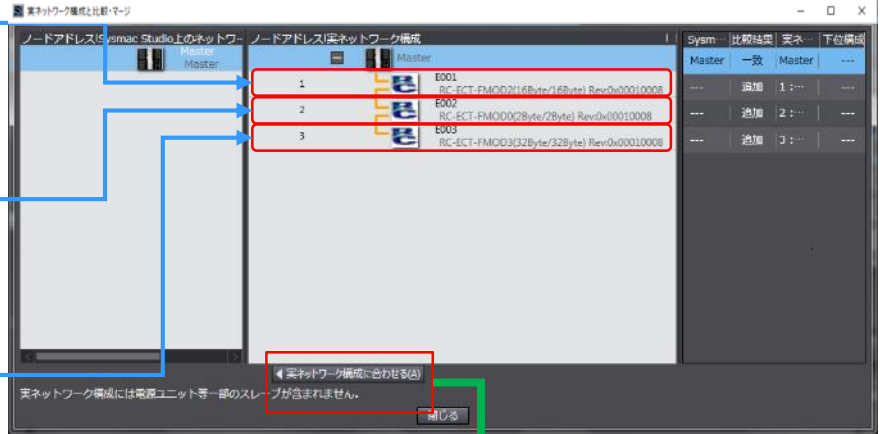 実ネットワーク構成と比較・マージ
ノードアドレス|Sysmac Studio上のネットワー
Master
Master
ノードアドレス|実ネットワーク構成
Master
1
E001
RC-ECT-FMOD2(16Byte/16Byte) Rev:0x00010008
2
E002
RC-ECT-FMOD0(2Byte/2Byte) Rev:0x00010008
3
E003
RC-ECT-FMOD3(32Byte/32Byte) Rev:0x00010008
Sysm… 比較結果 実ネ… 下位構成
Master 一致 Master ---
--- 追加 1 :… ---
--- 追加 2 :… ---
--- 追加 3 :… ---
実ネットワーク構成に合わせる(A)
実ネットワーク構成には電源ユニット等一部のスレーブが含まれません。
閉じる